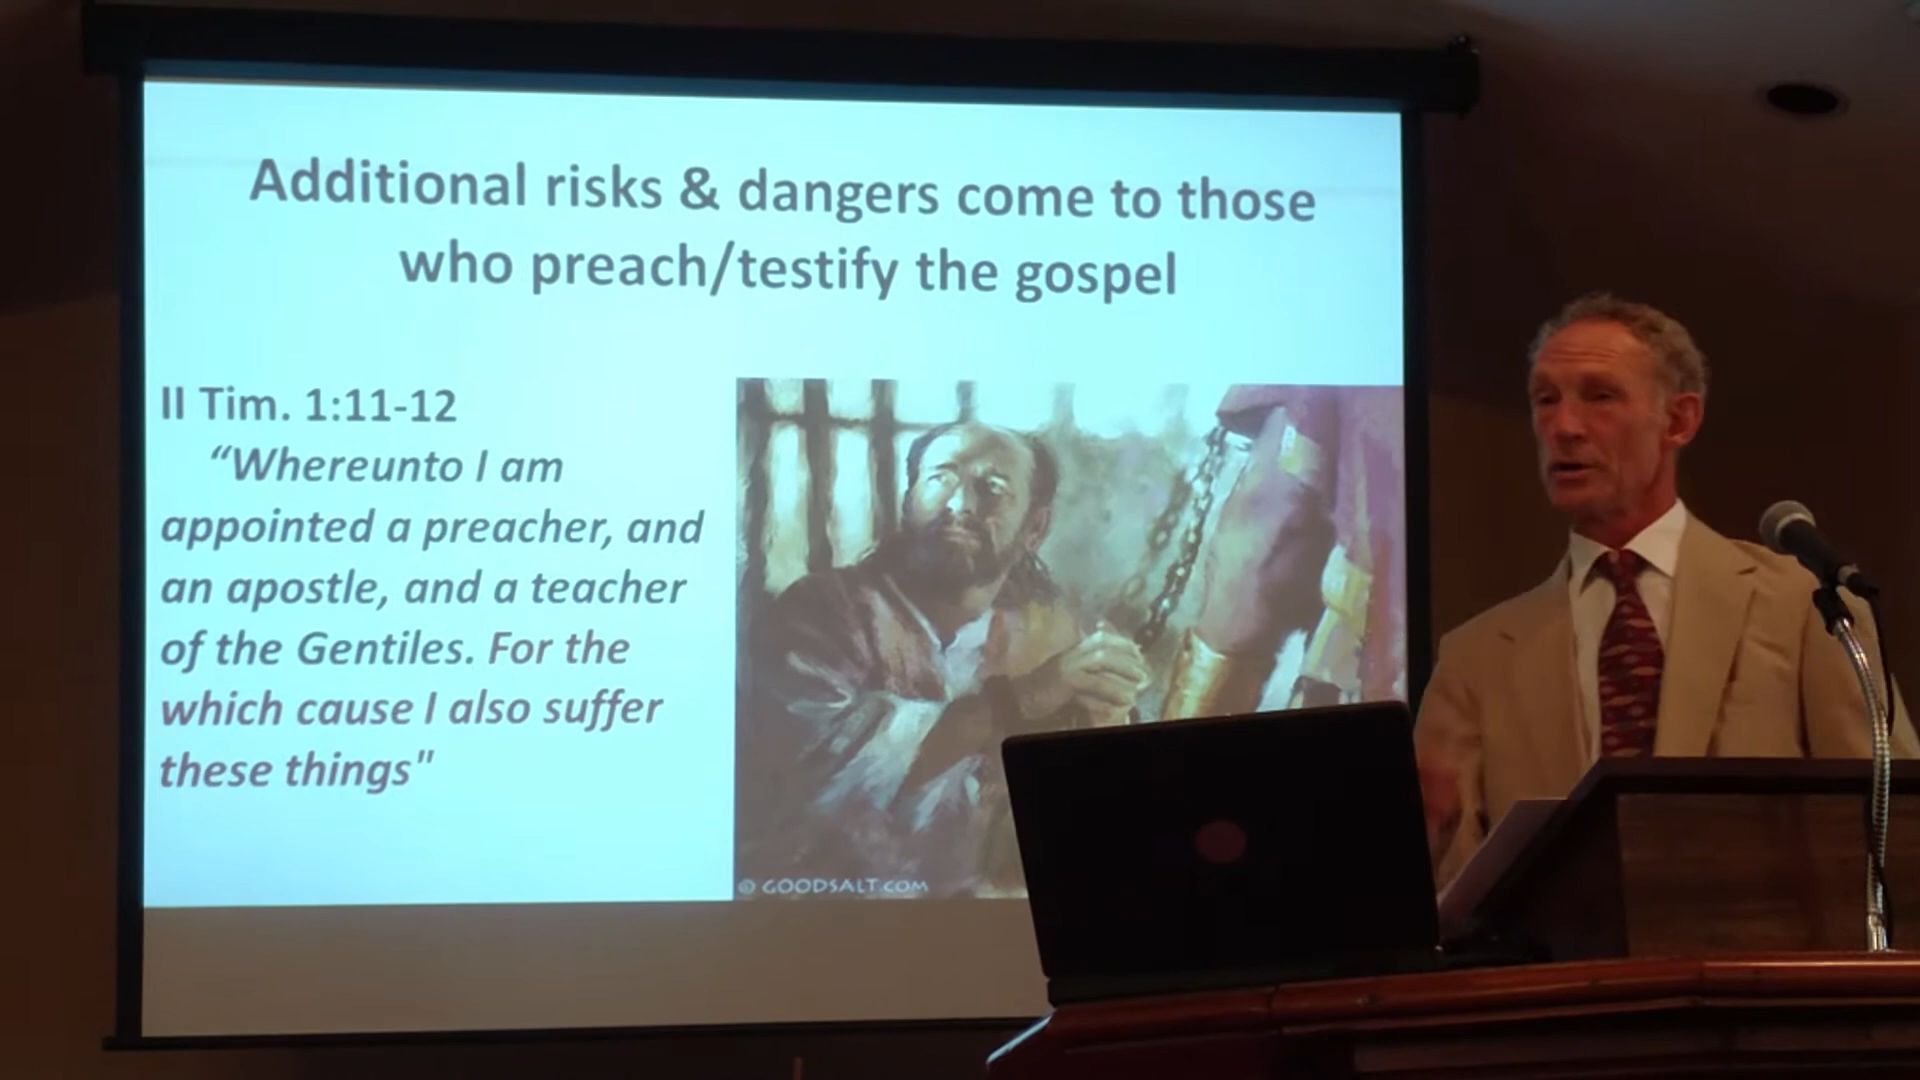 Additional risks & dangers come to those
who preach/testify the gospel
II Tim. 1:11-12
“Whereunto I am
appointed a preacher, and
an apostle, and a teacher
of the Gentiles. For the
which cause I also suffer
these things"
© GOODSALT.COM